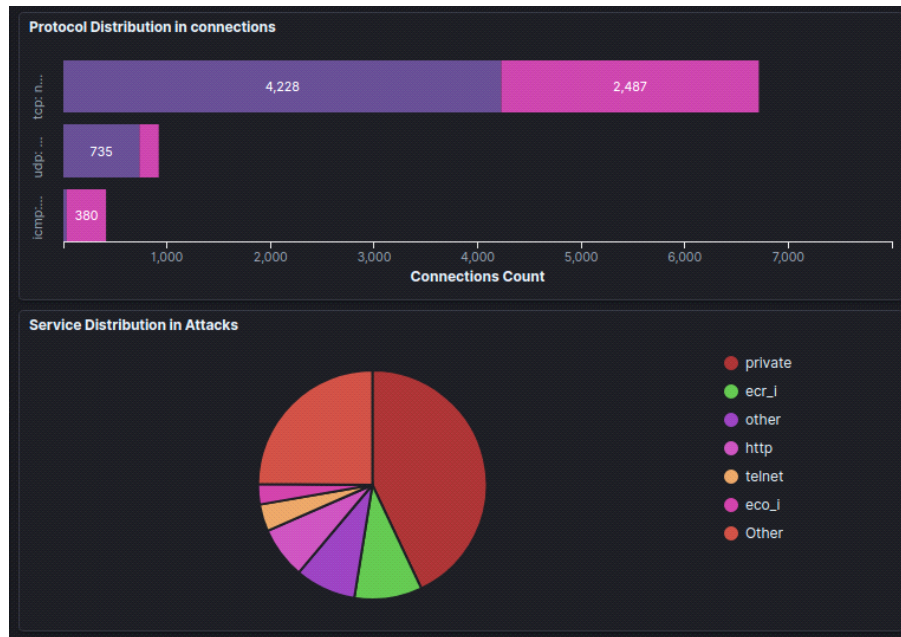 Protocol Distribution in connections
tcp: n...
4,228
2,487
udp: ...
735
icmp:...
380
1,000
2,000
3,000
4,000
5,000
6,000
7,000
Connections Count
Service Distribution in Attacks
private
ecr_i
other
http
telnet
eco_i
Other